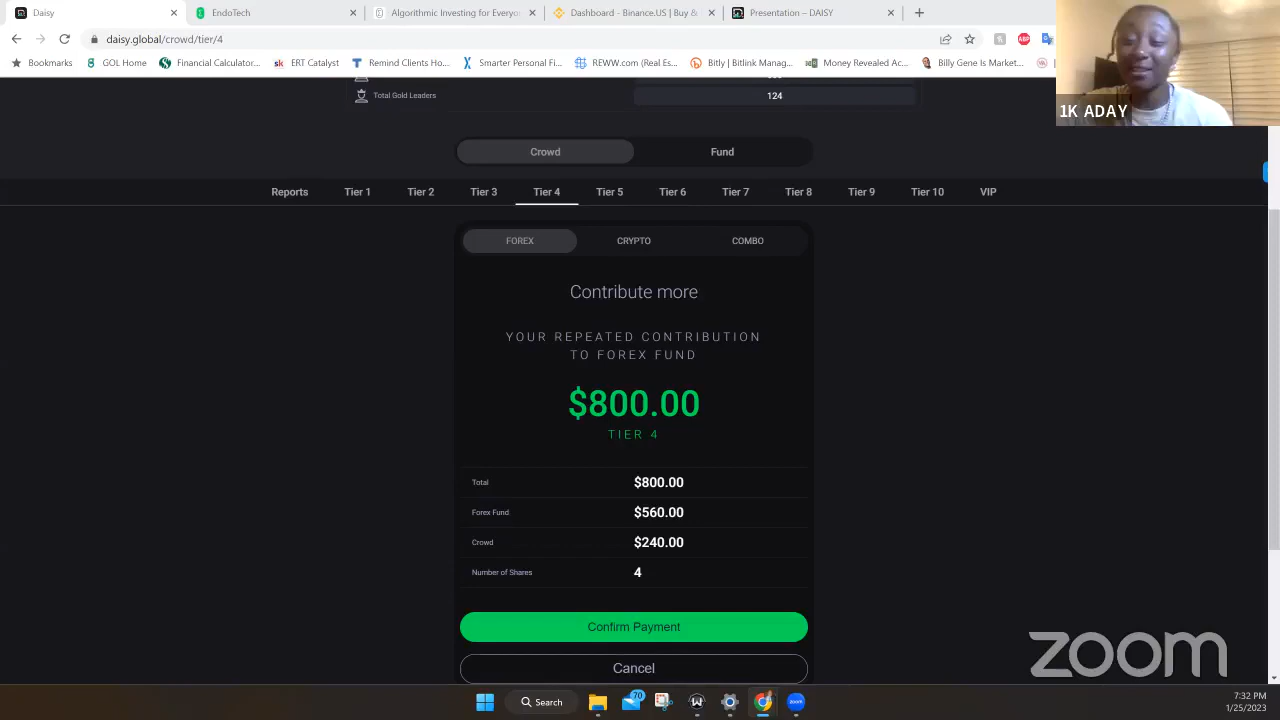 Daisy
EndoTech
Algorithmic Investing for Everyo
Dashboard - Binance.US | Buy &
Presentation – DAISY
daisy.global/crowd/tier/4
Bookmarks
GOL Home
Financial Calculator...
ERT Catalyst
Remind Clients Ho...
Smarter Postcard Fi...
REWW.com (Real Es...
Bitly | Bitlink Manag...
Money Revealed Ac...
Billy Gene Is Market...
1K ADAY
Total Gold Leaders
124
Crowd
Fund
Reports
Tier 1
Tier 2
Tier 3
Tier 4
Tier 5
Tier 6
Tier 7
Tier 8
Tier 9
Tier 10
VIP
FOREX
CRYPTO
COMBO
Contribute more
YOUR REPEATED CONTRIBUTION
TO FOREX FUND
$800.00
TIER 4
Total $800.00
Forex Fund $560.00
Crowd $240.00
Number of Shares 4
Confirm Payment
Cancel
zoom
Search
70
zoom
7:32 PM
1/25/2023